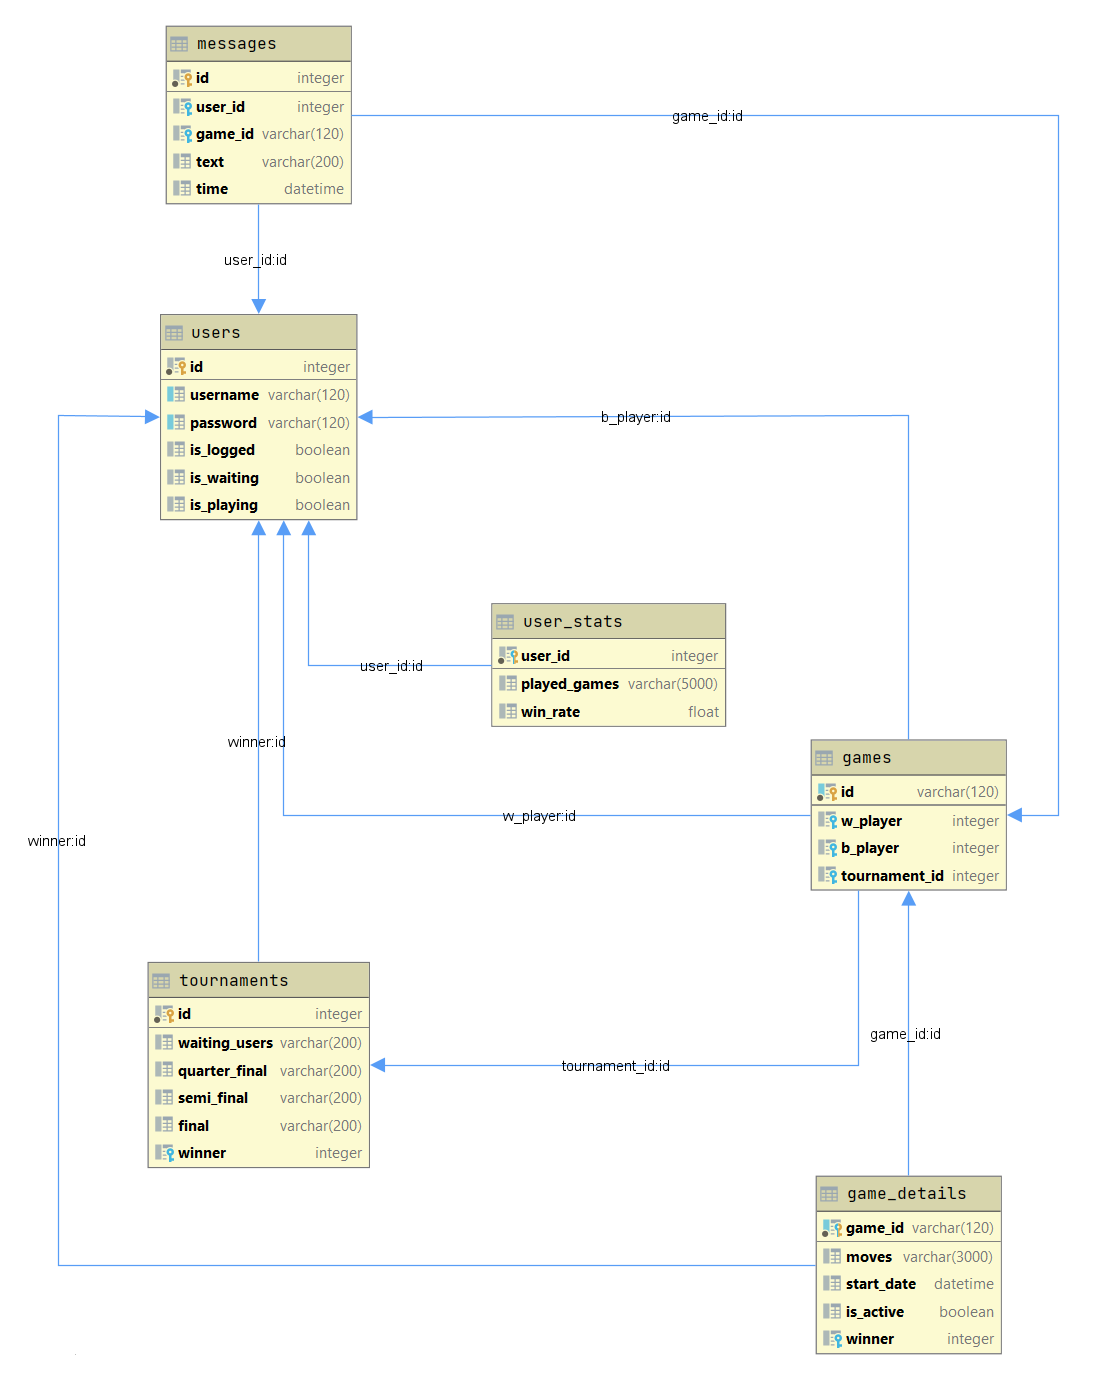 messages
id integer
user_id integer
game_id varchar(120)
text varchar(200)
time datetime
game_id:id
user_id:id
users
id integer
username varchar(120)
password varchar(120)
is_logged boolean
is_waiting boolean
is_playing boolean
b_player:id
user_stats
user_id integer
played_games varchar(5000)
win_rate float
user_id:id
winner:id
games
id varchar(120)
w_player integer
b_player integer
tournament_id integer
w_player:id
winner:id
tournaments
id integer
waiting_users varchar(200)
quarter_final varchar(200)
semi_final varchar(200)
final varchar(200)
winner integer
game_id:id
tournament_id:id
game_details
game_id varchar(120)
moves varchar(3000)
start_date datetime
is_active boolean
winner integer